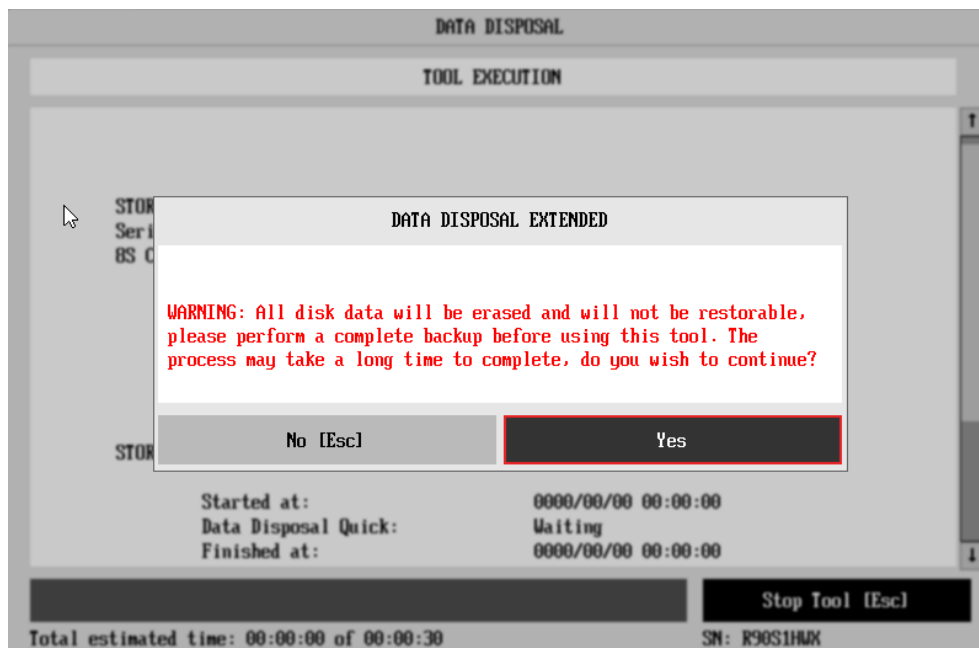 DATA DISPOSAL
TOOL EXECUTION
↑
STOR
Seri
8S C
DATA DISPOSAL EXTENDED
WARNING: All disk data will be erased and will not be restorable,
please perform a complete backup before using this tool. The
process may take a long time to complete, do you wish to continue?
No [Esc]
Yes
STOR
Started at: 0000/00/00 00:00:00
Data Disposal Quick: Waiting
Finished at: 0000/00/00 00:00:00
↓
Stop Tool [Esc]
Total estimated time: 00:00:00 of 00:00:30
SN: R90S1HWX